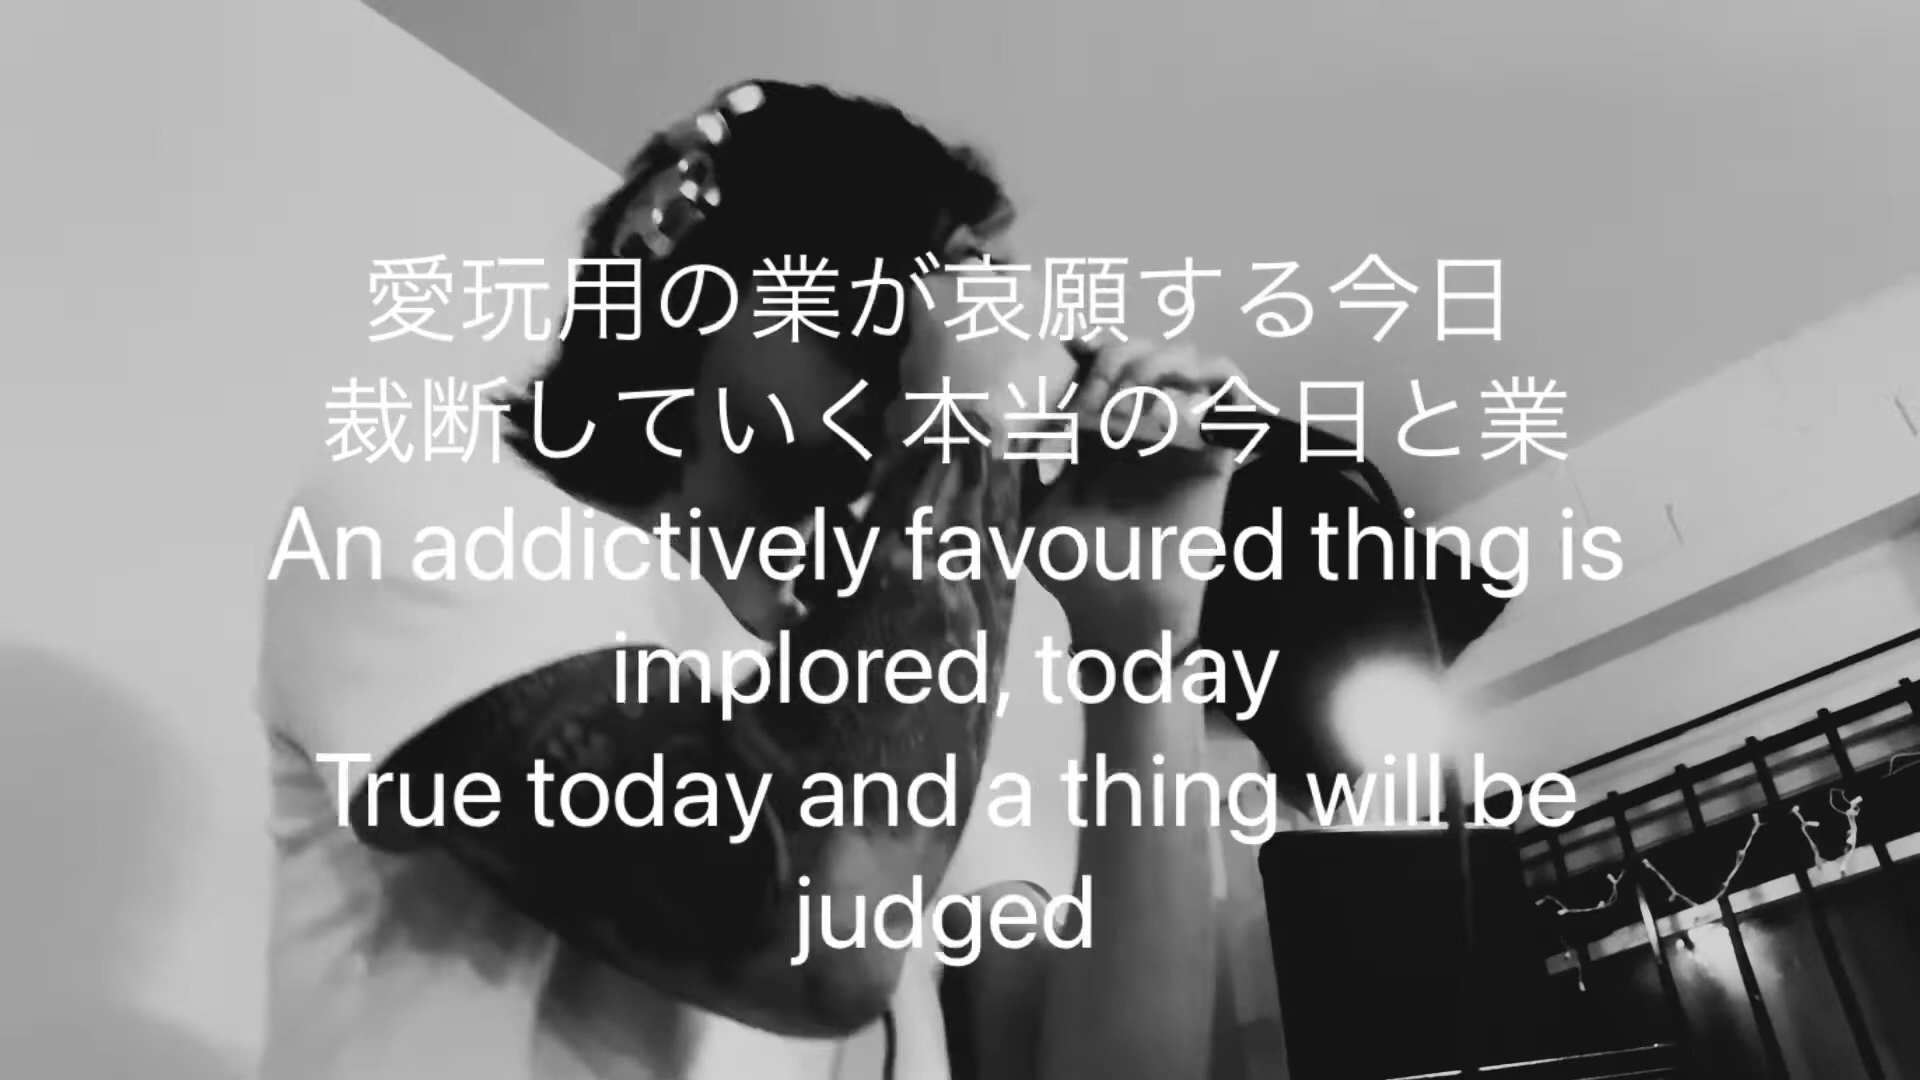 愛玩用の業が哀願する今日
裁断していく本当の今日と業
An addictively favoured thing is
implored, today
True today and a thing will be
judged